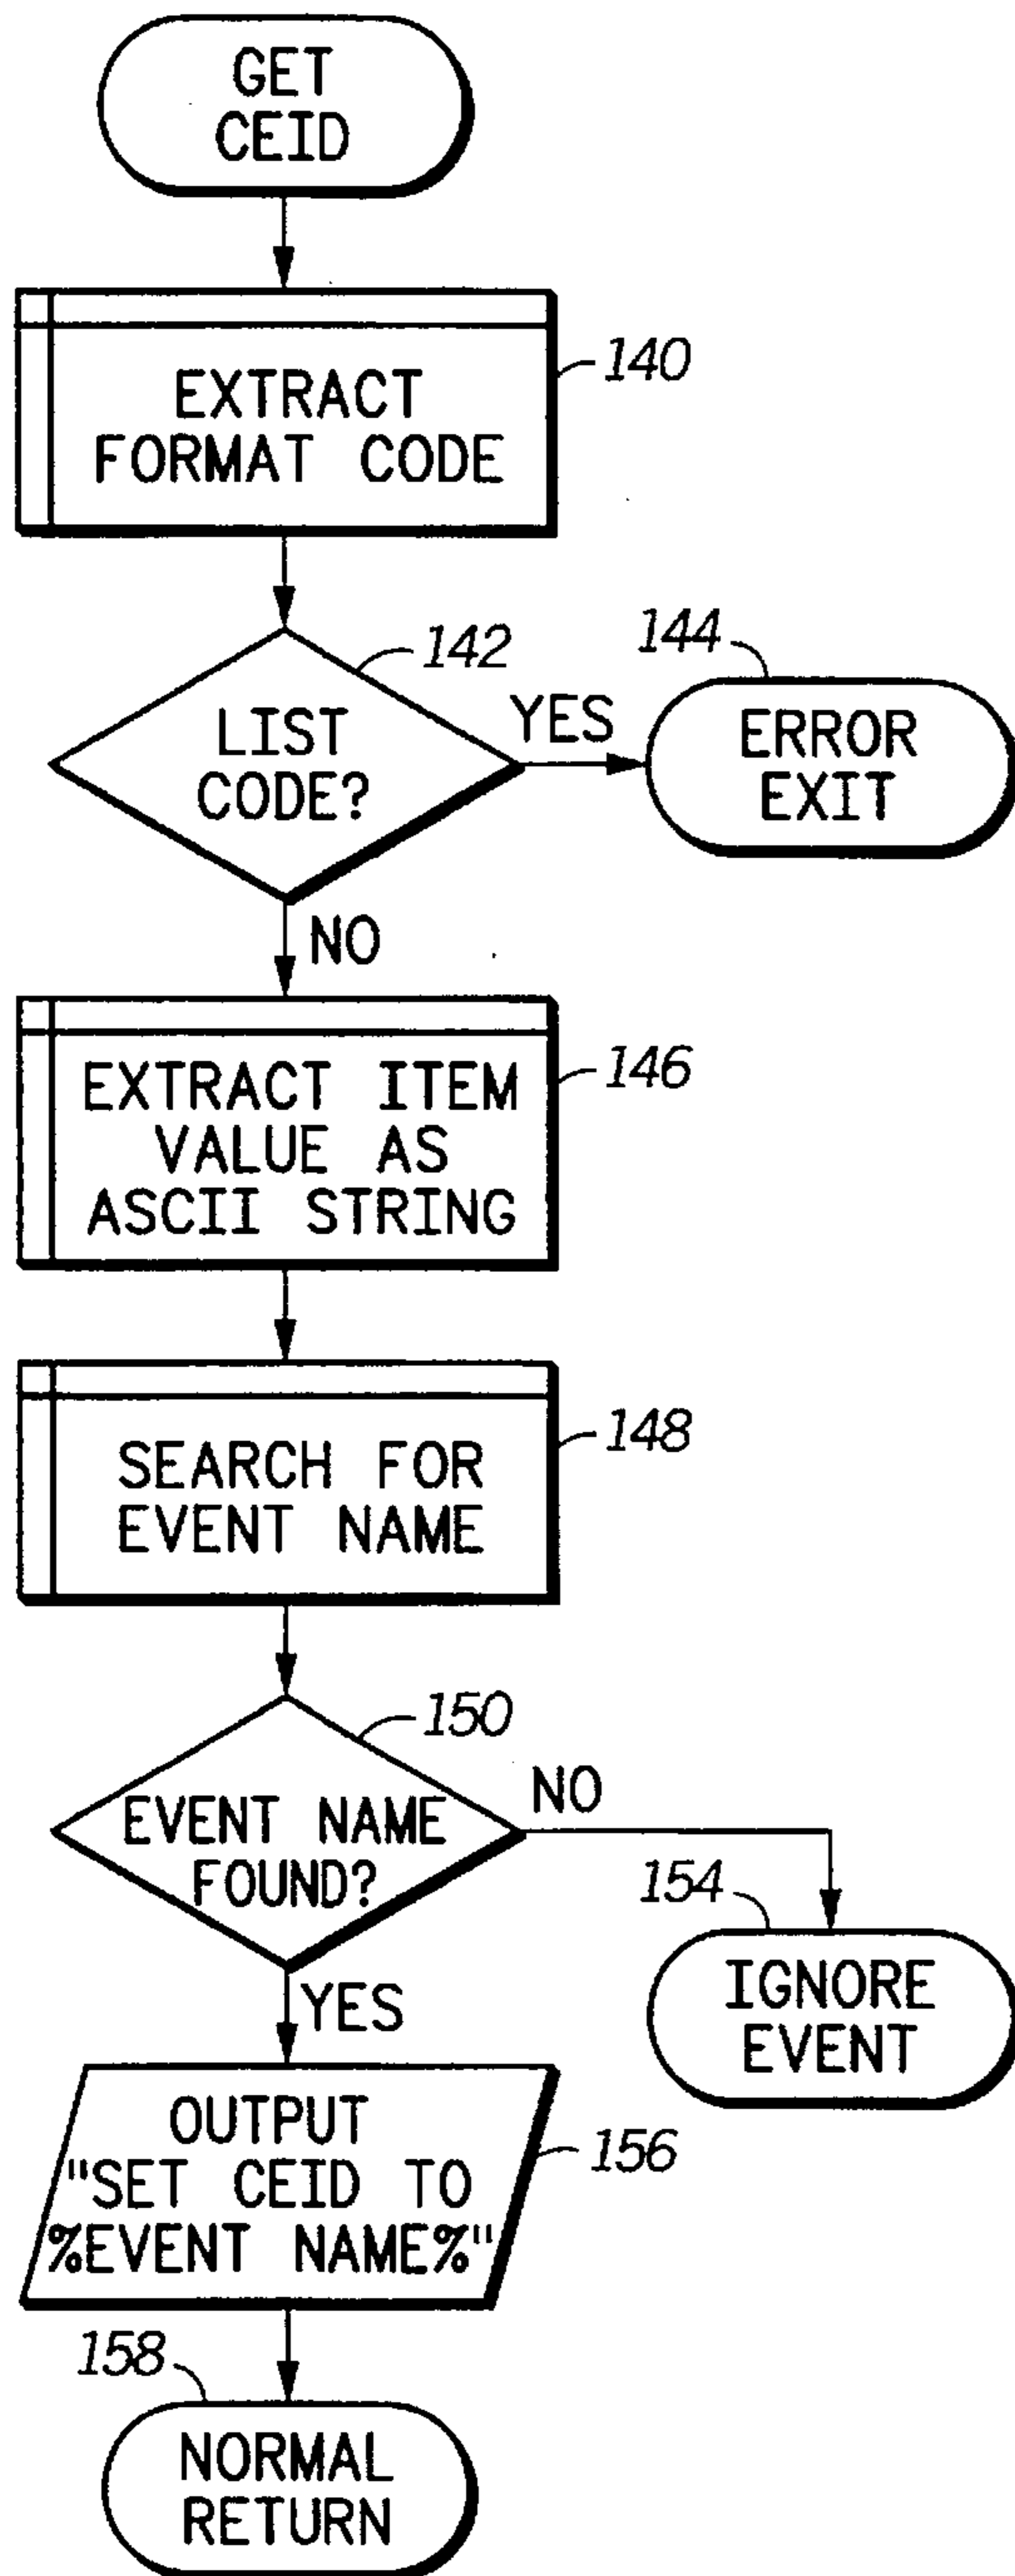 GET
CEID
EXTRACT
FORMAT CODE
140
LIST
CODE?
142
YES
144
ERROR
EXIT
NO
EXTRACT ITEM
VALUE AS
ASCII STRING
146
SEARCH FOR
EVENT NAME
148
EVENT NAME
FOUND?
150
NO
154
IGNORE
EVENT
YES
OUTPUT
"SET CEID TO
%EVENT NAME%"
156
158
NORMAL
RETURN